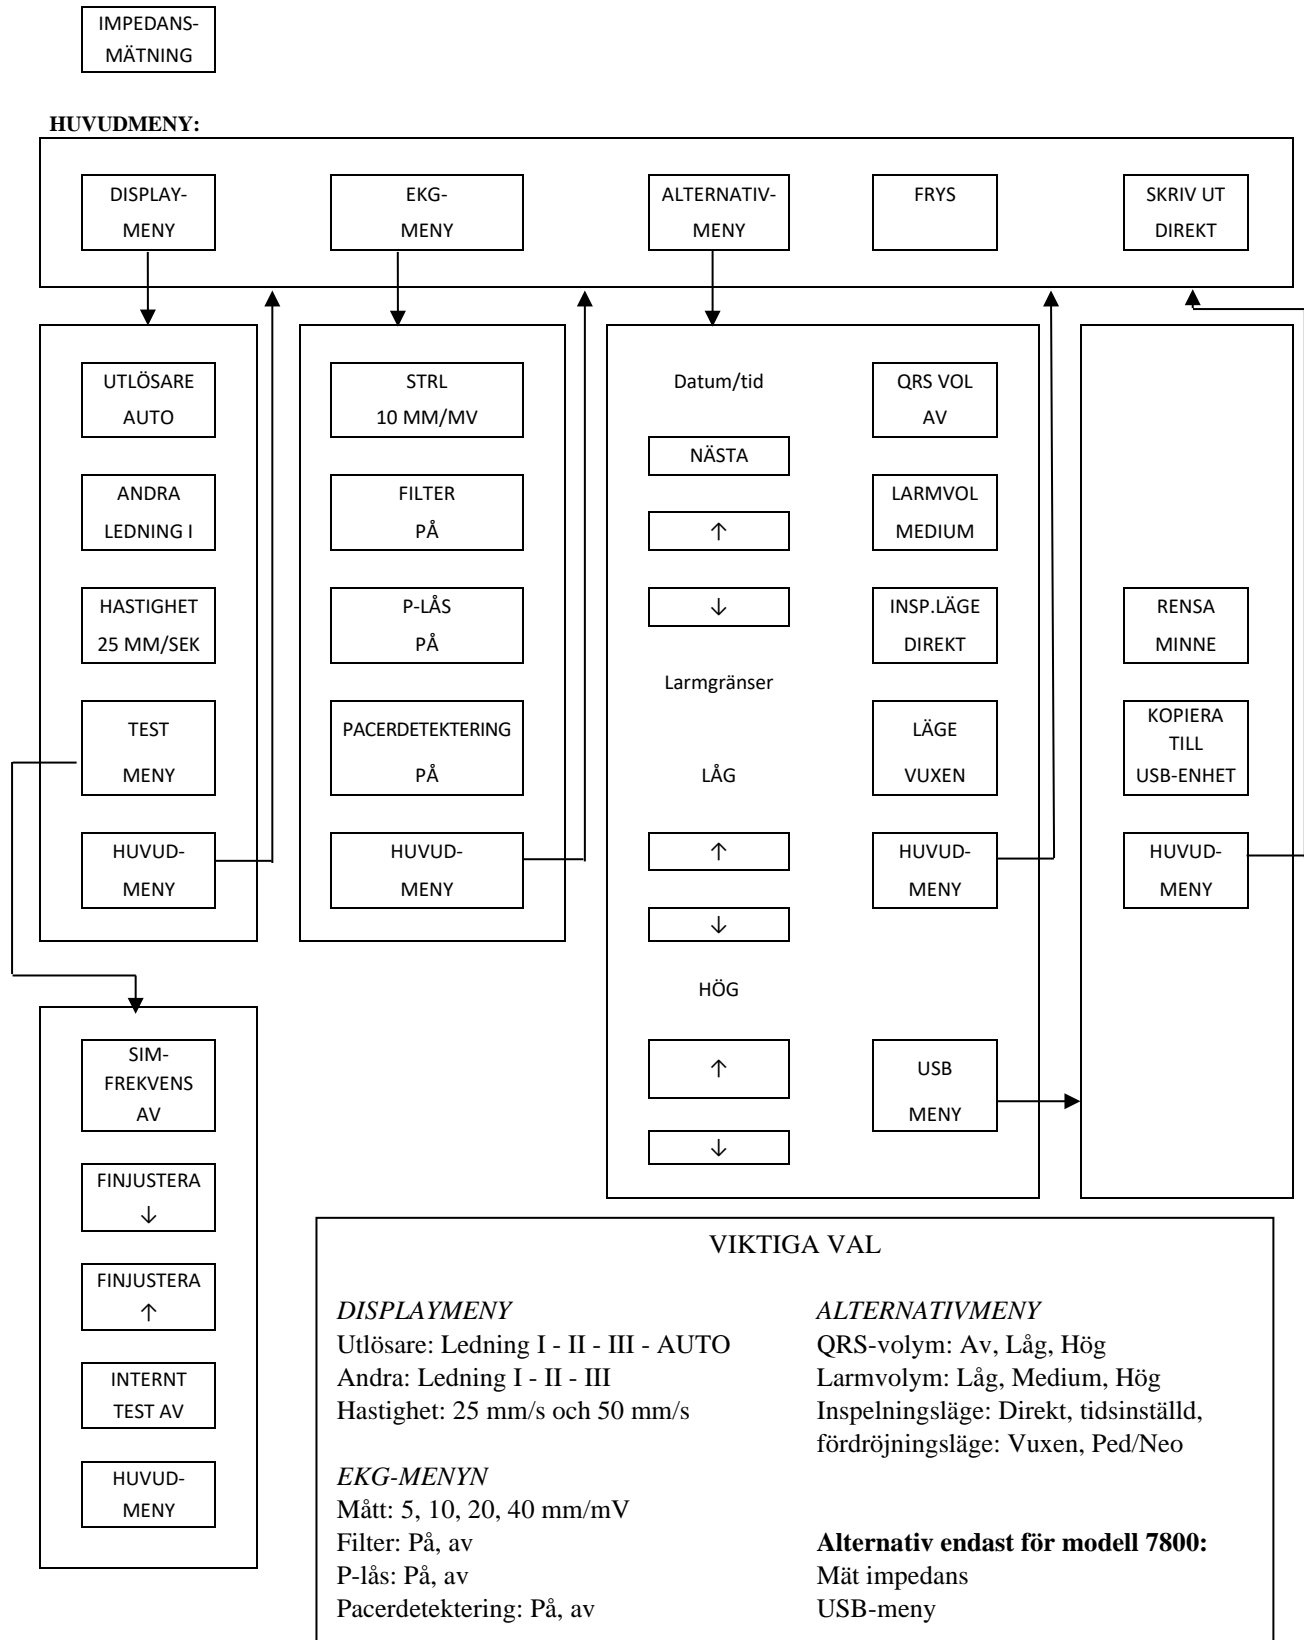 IMPEDANS-
MÄTNING
HUVUDMENY:
DISPLAY-
MENY
EKG-
MENY
ALTERNATIV-
MENY
FRYS
SKRIV UT
DIREKT
UTLÖSARE
AUTO
ANDRA
LEDNING I
HASTIGHET
25 MM/SEK
TEST
MENY
HUVUD-
MENY
STRL
10 MM/MV
FILTER
PÅ
P-LÅS
PÅ
PACERDETEKTERING
PÅ
HUVUD-
MENY
Datum/tid
NÄSTA
↑
↓
Larmgränser
LÅG
↑
↓
HÖG
↑
↓
QRS VOL
AV
LARMVOL
MEDIUM
INSP.LÄGE
DIREKT
LÄGE
VUXEN
HUVUD-
MENY
USB
MENY
RENSA
MINNE
KOPIERA
TILL
USB-ENHET
HUVUD-
MENY
SIM-
FREKVENS
AV
FINJUSTERA
↓
FINJUSTERA
↑
INTERNT
TEST AV
HUVUD-
MENY
VIKTIGA VAL
DISPLAYMENY
Utlösare: Ledning I - II - III - AUTO
Andra: Ledning I - II - III
Hastighet: 25 mm/s och 50 mm/s
EKG-MENYN
Mått: 5, 10, 20, 40 mm/mV
Filter: På, av
P-lås: På, av
Pacerdetektering: På, av
ALTERNATIVMENY
QRS-volym: Av, Låg, Hög
Larmvolym: Låg, Medium, Hög
Inspelningsläge: Direkt, tidsinställd,
fördröjningsläge: Vuxen, Ped/Neo
Alternativ endast för modell 7800:
Mät impedans
USB-meny